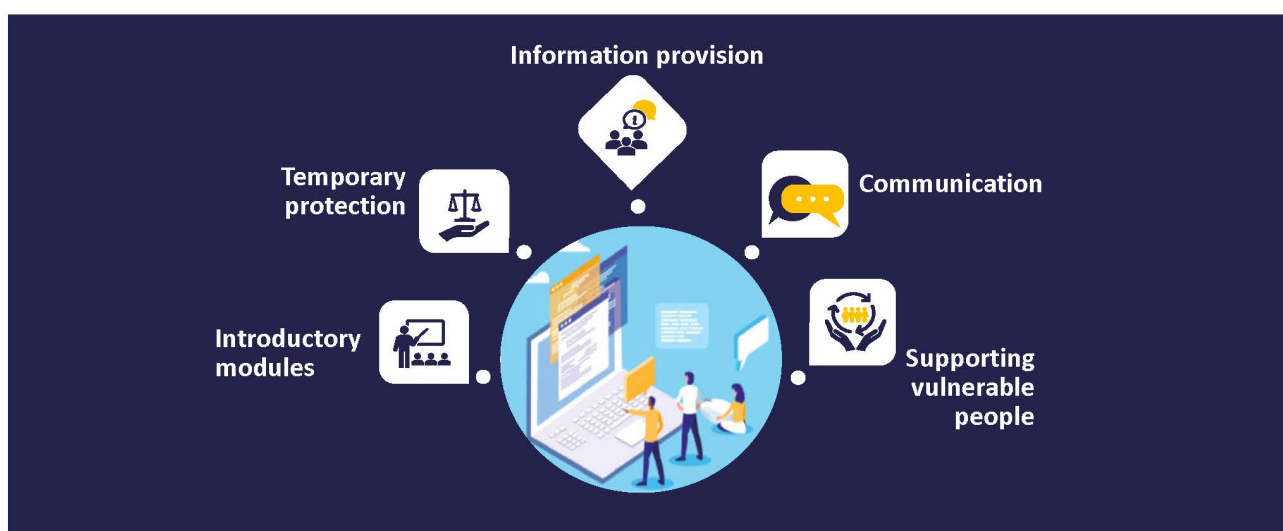 Information provision
Temporary
protection
Communication
Introductory
modules
Supporting
vulnerable
people